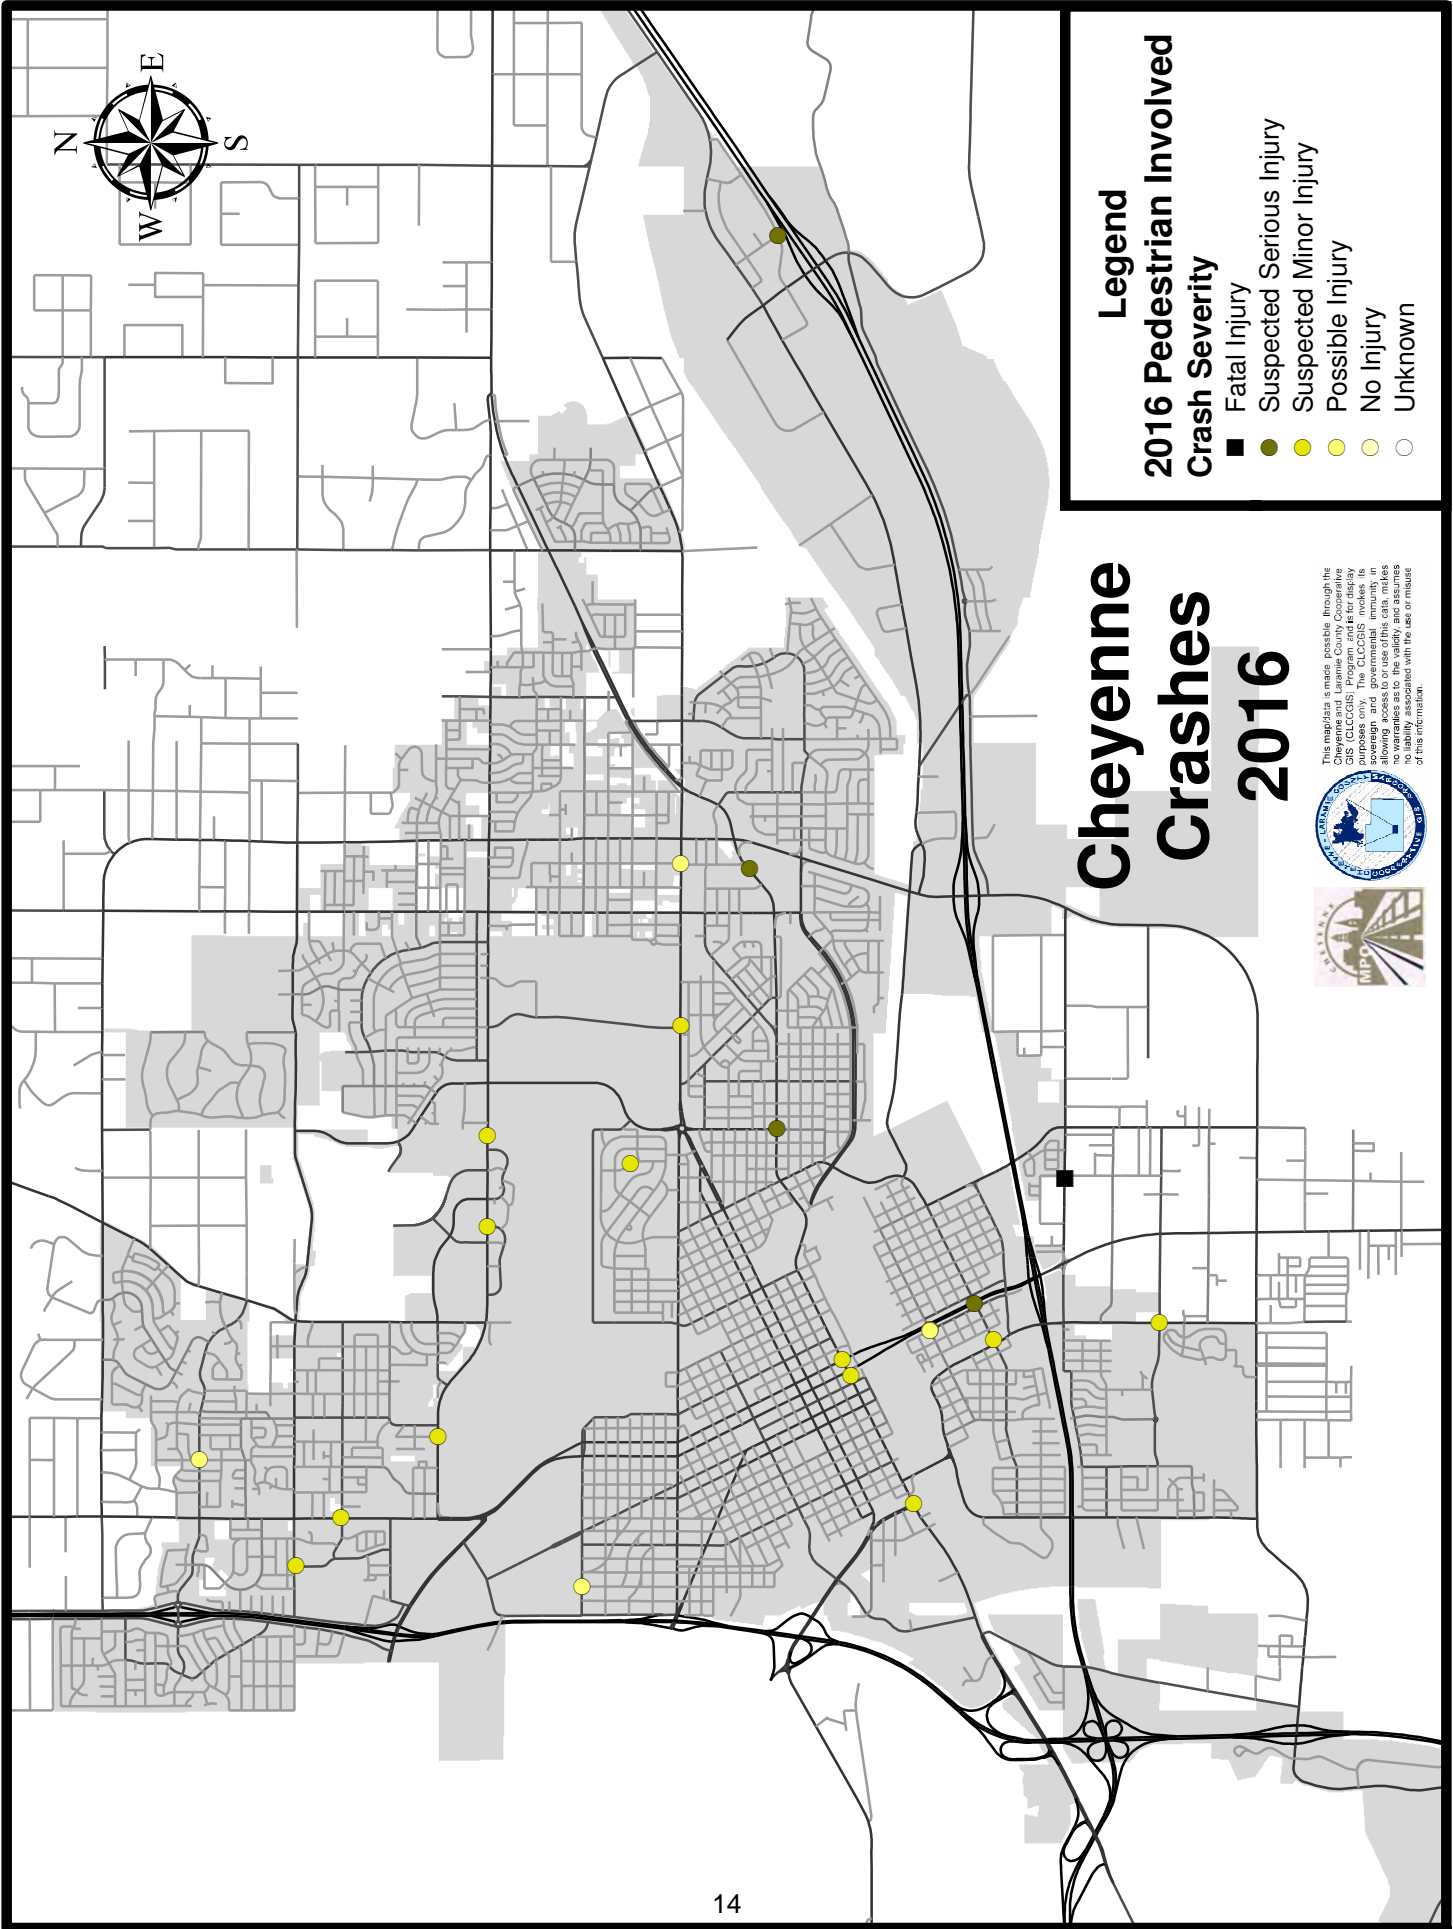 N
E
S
W
Legend
2016 Pedestrian Involved
Crash Severity
Fatal Injury
Suspected Serious Injury
Suspected Minor Injury
Possible Injury
No Injury
Unknown
Cheyenne
Crashes
2016
This map/data is made possible through the
Cheyenne and Laramie County Cooperative
GIS (CLCCGIS) Program and is for display
purposes only. The CLCCGIS invokes its
sovereign and governmental immunity in
allowing access to or use of this data, makes
no warranties as to the validity, and assumes
no liability associated with the use or misuse
of this information.
CHEYENNE
MPO
14